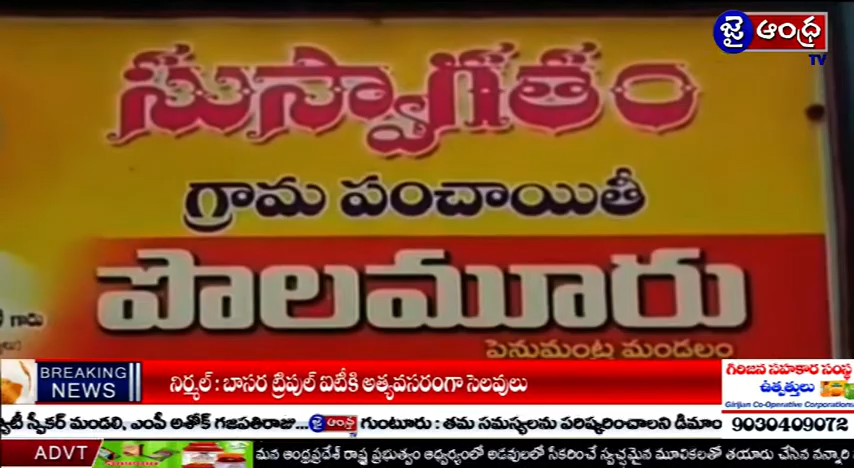 జై ఆంధ్ర
TV
సుస్వాగతం
గ్రామ పంచాయితీ
పొలమూరు
గాడు
పెనుమంట్ర మండలం
BREAKING NEWS
నిర్మల్ : బాసర ట్రిపుల్ ఐటీకి అత్యవసరంగా సెలవులు
గిరిజన సహకార సంస్థ
ఉత్పత్తులు
Girijan Co-Operative Corporations
స్పీకర్ మండలి, ఎంపీ అశోక్ గజపతిరాజు... జై ఆంధ్ర గుంటూరు : తమ సమస్యలను పరిష్కరించాలని డిమాం
9030409072
ADVT
మన ఆంధ్రప్రదేశ్ రాష్ట్ర ప్రభుత్వం ఆధ్వర్యంలో అడవులలో సేకరించే స్వచ్ఛమైన మూలికలతో తయారు చేసిన నన్నారి